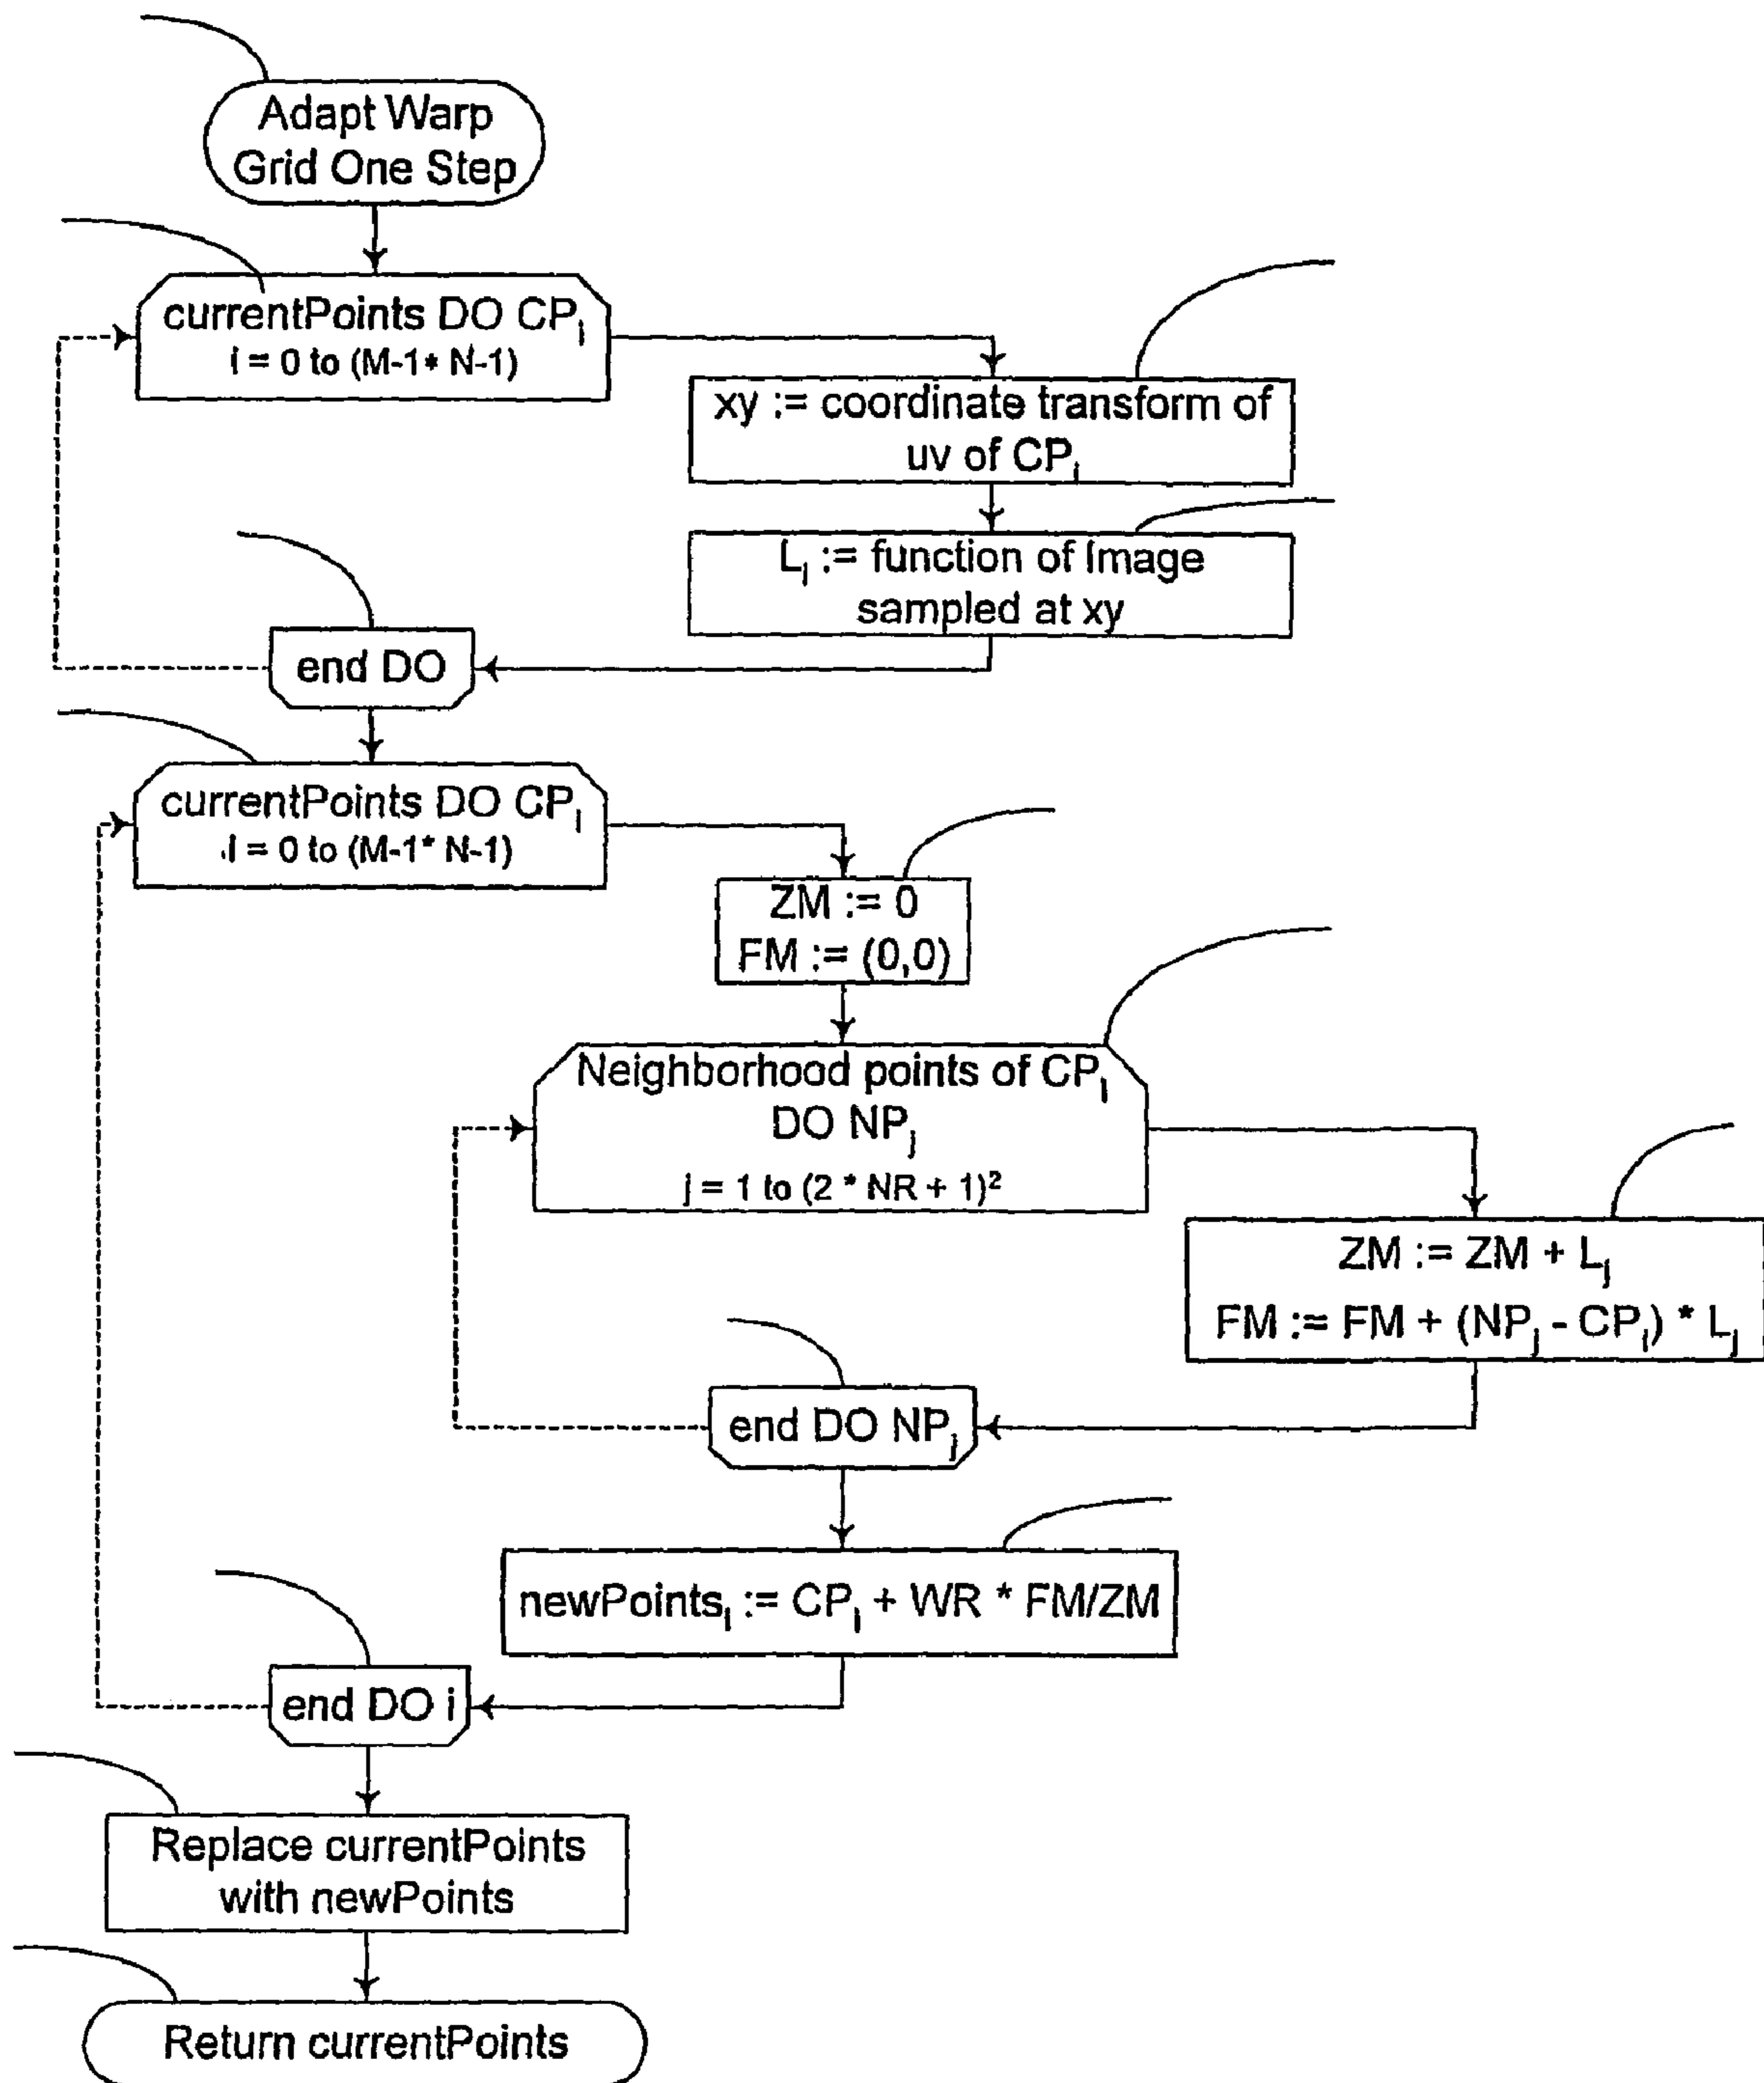 Adapt Warp
Grid One Step
currentPoints DO CPᵢ
i = 0 to (M-1* N-1)
xy := coordinate transform of
uv of CPᵢ
Lᵢ := function of Image
sampled at xy
end DO
currentPoints DO CPᵢ
i = 0 to (M-1* N-1)
ZM := 0
FM := (0,0)
Neighborhood points of CPᵢ
DO NPⱼ
j = 1 to (2 * NR + 1)²
ZM := ZM + Lⱼ
FM := FM + (NPⱼ - CPᵢ) * Lⱼ
end DO NPⱼ
newPointsᵢ := CPᵢ + WR * FM/ZM
end DO i
Replace currentPoints
with newPoints
Return currentPoints